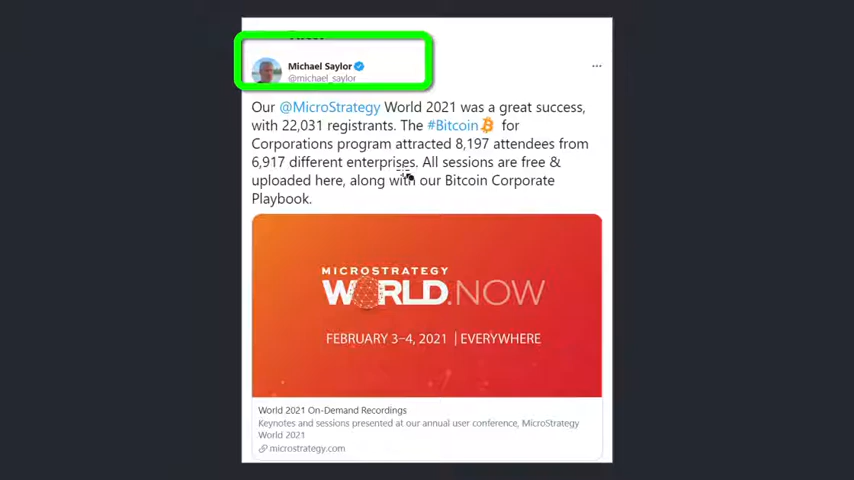 Michael Saylor
@michael_saylor
Our @MicroStrategy World 2021 was a great success,
with 22,031 registrants. The #Bitcoin for
Corporations program attracted 8,197 attendees from
6,917 different enterprises. All sessions are free &
uploaded here, along with our Bitcoin Corporate
Playbook.
MICROSTRATEGY
WORLD.NOW
FEBRUARY 3–4, 2021 | EVERYWHERE
World 2021 On-Demand Recordings
Keynotes and sessions presented at our annual user conference, MicroStrategy
World 2021
microstrategy.com